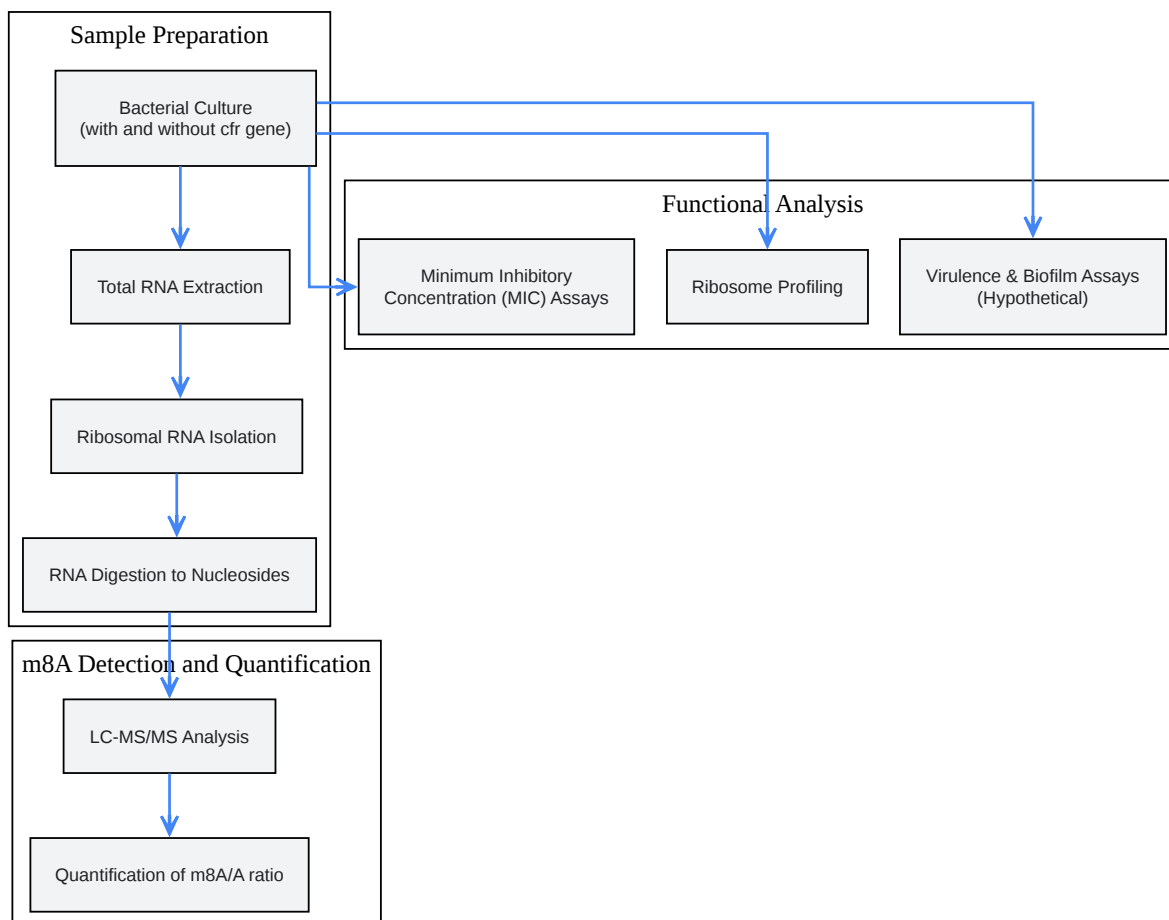 Sample Preparation
Bacterial Culture
(with and without cfr gene)
Total RNA Extraction
Ribosomal RNA Isolation
RNA Digestion to Nucleosides
Functional Analysis
Minimum Inhibitory
Concentration (MIC) Assays
Ribosome Profiling
Virulence & Biofilm Assays
(Hypothetical)
m8A Detection and Quantification
LC-MS/MS Analysis
Quantification of m8A/A ratio